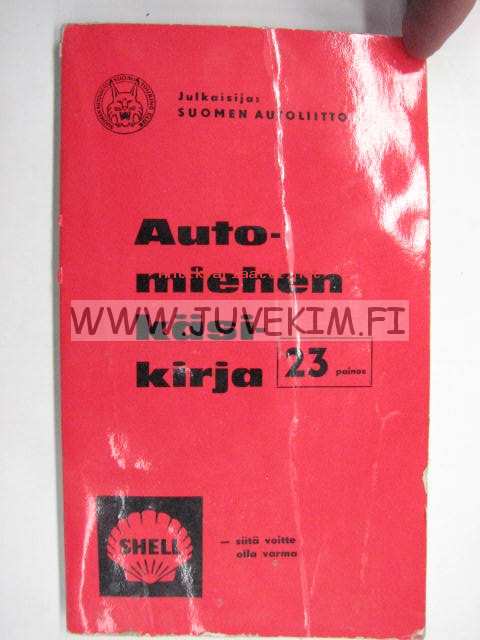 Julkaisija:
SUOMEN AUTOLIITTO
Auto-
miehen
käsi-
kirja
23 painos
WWW.JUVEKIM.FI
SHELL
— siitä voitte
olla varma